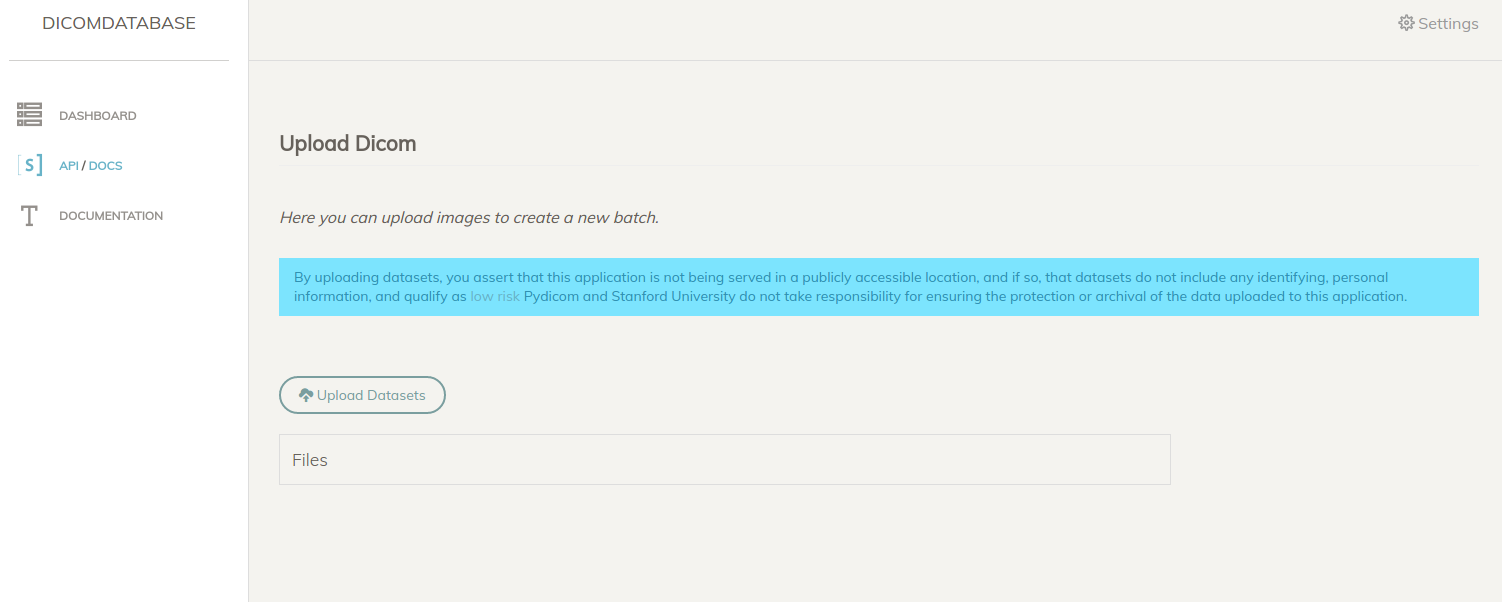 DICOMDATABASE
Settings
DASHBOARD
[S] API / DOCS
T DOCUMENTATION
Upload Dicom
Here you can upload images to create a new batch.
By uploading datasets, you assert that this application is not being served in a publicly accessible location, and if so, that datasets do not include any identifying, personal
information, and qualify as low risk Pydicom and Stanford University do not take responsibility for ensuring the protection or archival of the data uploaded to this application.
Upload Datasets
Files